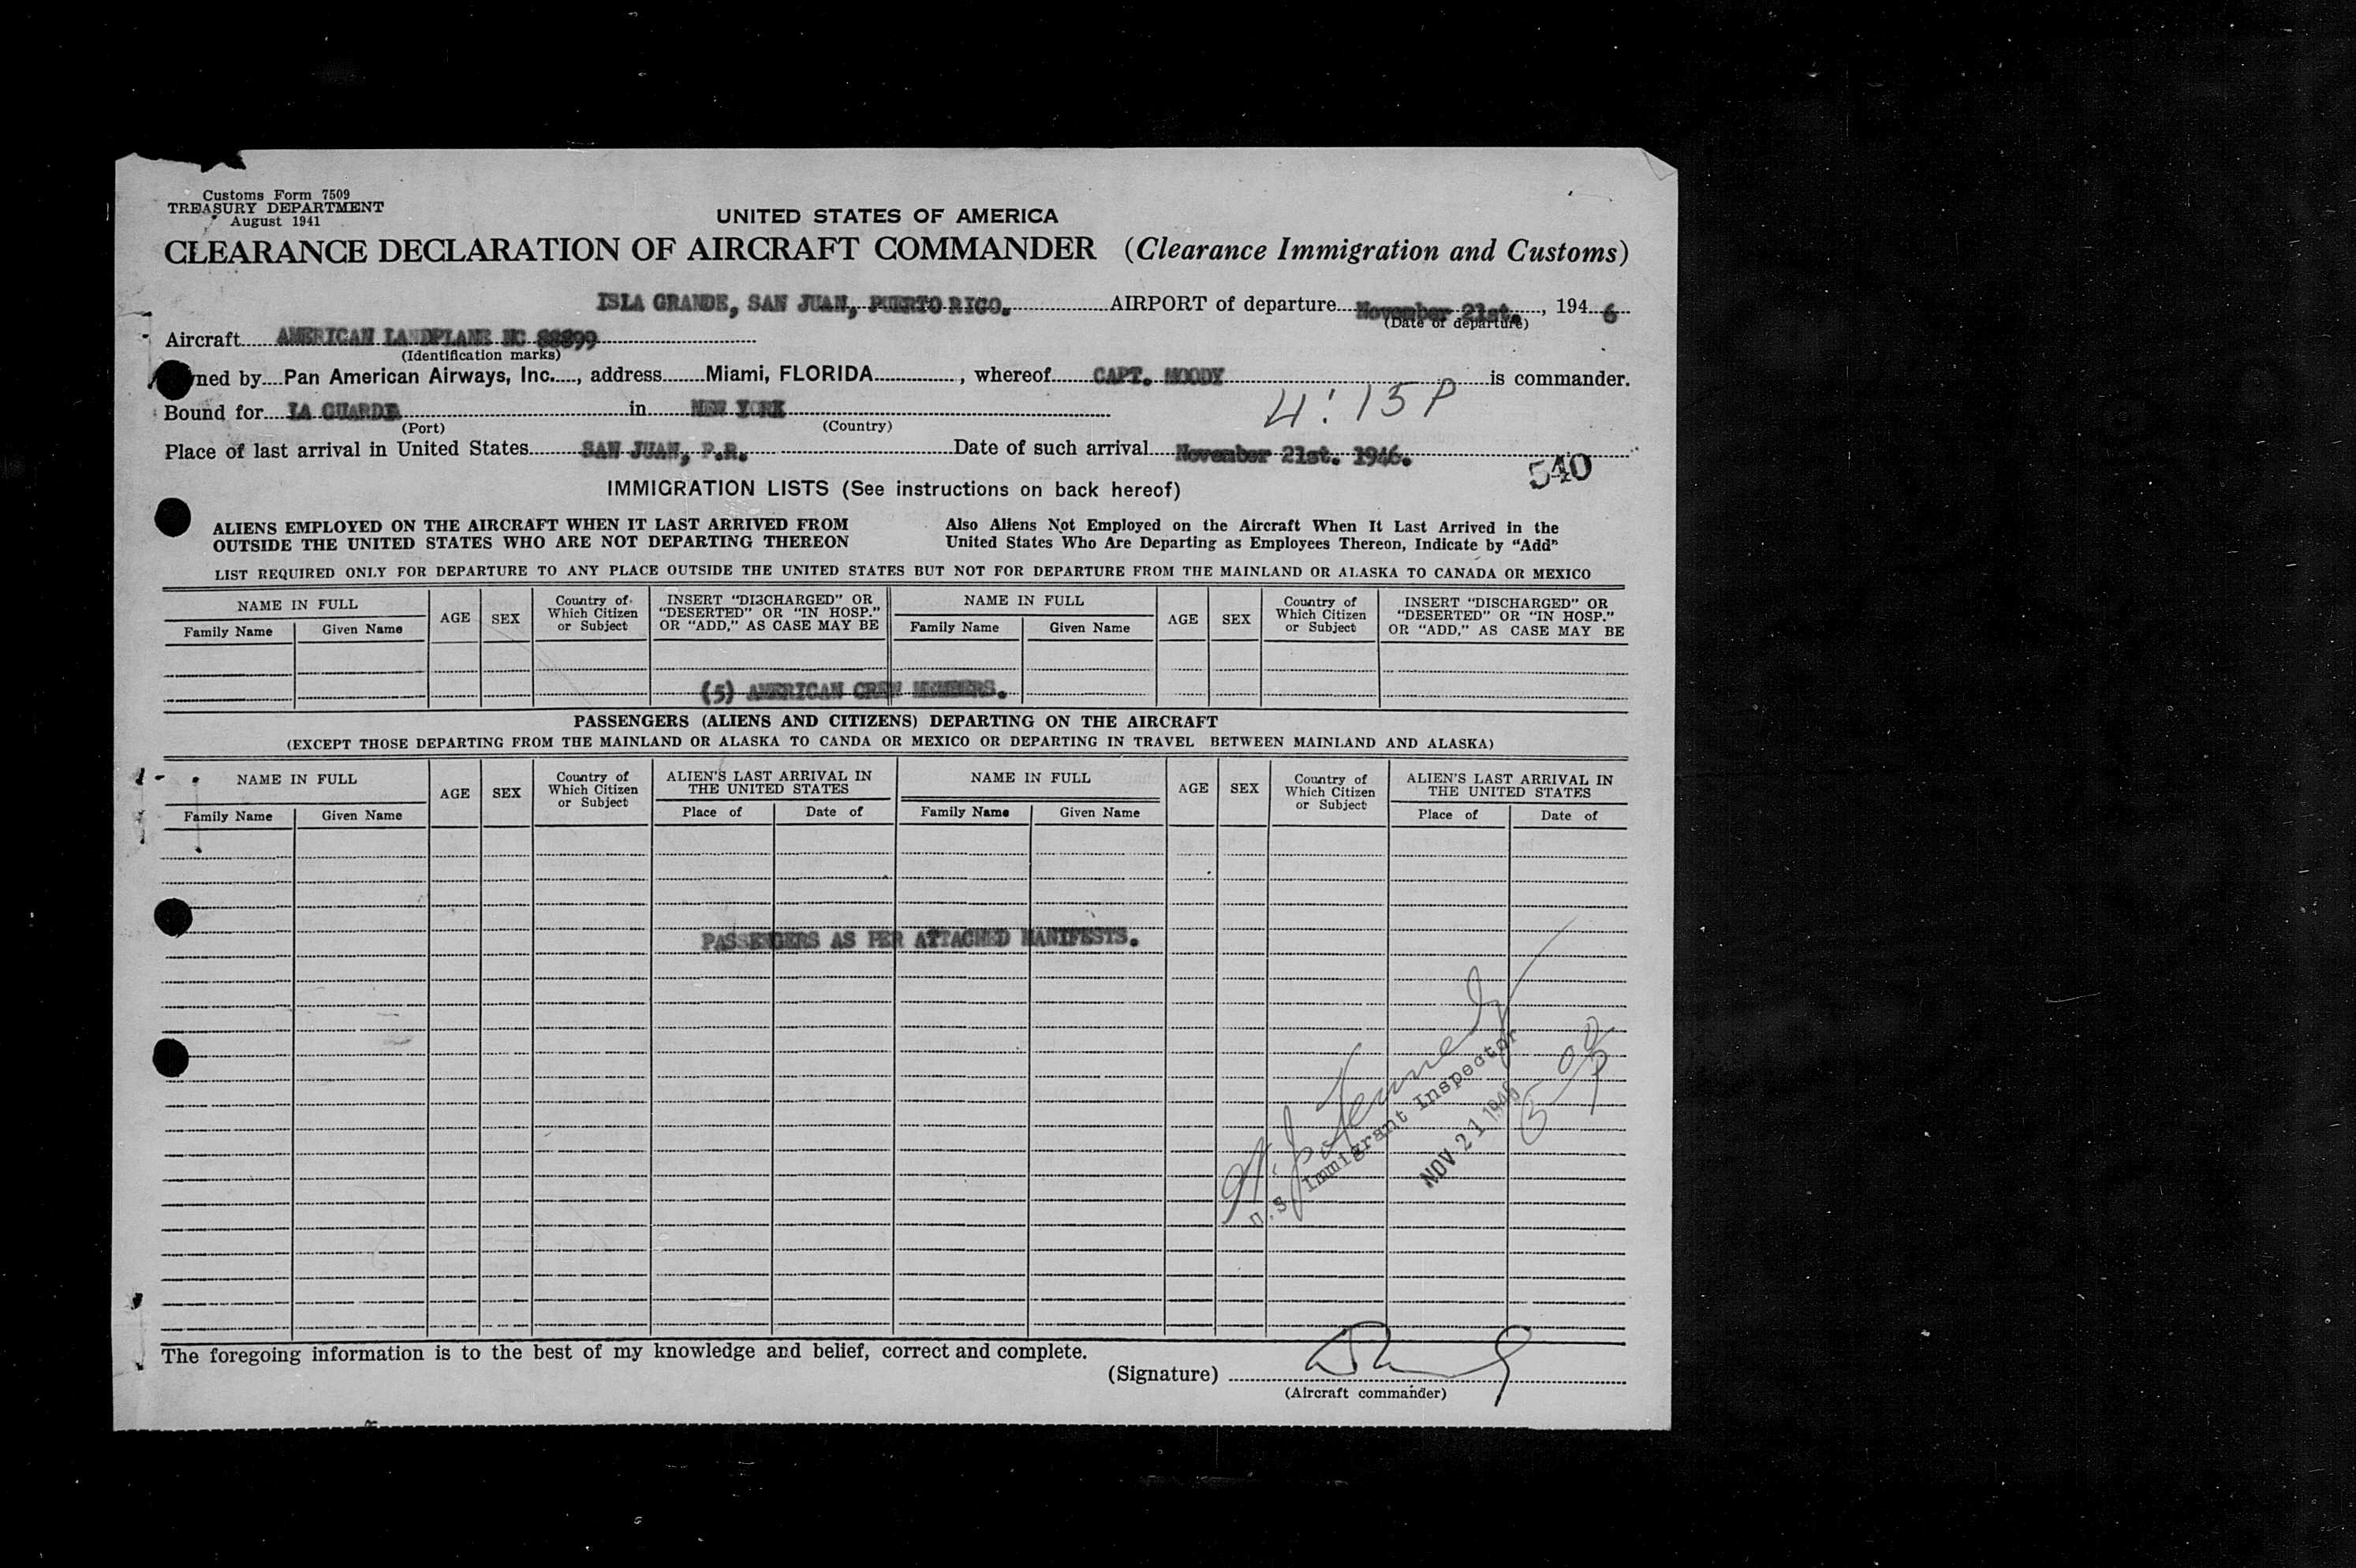 Customs Form 7509
TREASURY DEPARTMENT
August 1941
UNITED STATES OF AMERICA
CLEARANCE DECLARATION OF AIRCRAFT COMMANDER (Clearance Immigration and Customs)
ISLA GRANDE, SAN JUAN, PUERTO RICO. AIRPORT of departure November 21st. , 194 6
(Date of departure)
Aircraft AMERICAN LANDPLANE NC 88899
(Identification marks)
ned by Pan American Airways, Inc. , address Miami, FLORIDA , whereof CAPT. MOODY is commander.
4:15 P
Bound for LA GUARDIA in NEW YORK
(Port) (Country)
Place of last arrival in United States SAN JUAN, P.R. Date of such arrival November 21st. 1946.
540
IMMIGRATION LISTS (See instructions on back hereof)
ALIENS EMPLOYED ON THE AIRCRAFT WHEN IT LAST ARRIVED FROM OUTSIDE THE UNITED STATES WHO ARE NOT DEPARTING THEREON
Also Aliens Not Employed on the Aircraft When It Last Arrived in the United States Who Are Departing as Employees Thereon, Indicate by "Add"
LIST REQUIRED ONLY FOR DEPARTURE TO ANY PLACE OUTSIDE THE UNITED STATES BUT NOT FOR DEPARTURE FROM THE MAINLAND OR ALASKA TO CANADA OR MEXICO
NAME IN FULL AGE SEX Country of Which Citizen or Subject INSERT "DISCHARGED" OR "DESERTED" OR "IN HOSP." OR "ADD," AS CASE MAY BE NAME IN FULL AGE SEX Country of Which Citizen or Subject INSERT "DISCHARGED" OR "DESERTED" OR "IN HOSP." OR "ADD," AS CASE MAY BE
Family Name Given Name Family Name Given Name
(5) AMERICAN CREW MEMBERS.
PASSENGERS (ALIENS AND CITIZENS) DEPARTING ON THE AIRCRAFT
(EXCEPT THOSE DEPARTING FROM THE MAINLAND OR ALASKA TO CANDA OR MEXICO OR DEPARTING IN TRAVEL BETWEEN MAINLAND AND ALASKA)
NAME IN FULL AGE SEX Country of Which Citizen or Subject ALIEN'S LAST ARRIVAL IN THE UNITED STATES NAME IN FULL AGE SEX Country of Which Citizen or Subject ALIEN'S LAST ARRIVAL IN THE UNITED STATES
Family Name Given Name Place of Date of Family Name Given Name Place of Date of
PASSENGERS AS PER ATTACHED MANIFESTS.
U.S Immigrant Inspector
NOV 21 1946
The foregoing information is to the best of my knowledge and belief, correct and complete.
(Signature)
(Aircraft commander)